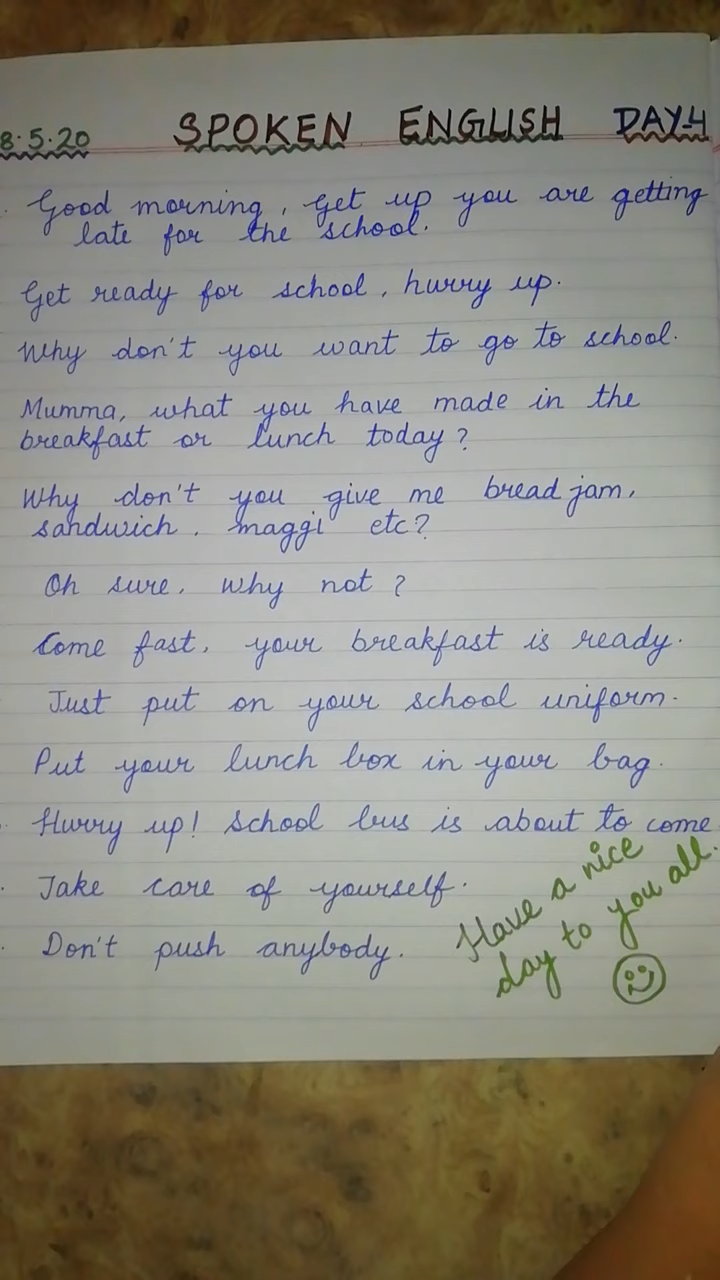 8.5.20 SPOKEN ENGLISH DAY-4
Good morning, Get up you are getting
late for the school.
Get ready for school, hurry up.
Why don't you want to go to school.
Mumma, what you have made in the
breakfast or lunch today?
Why don't you give me bread jam,
sandwich, maggi etc?
Oh sure, why not?
Come fast, your breakfast is ready.
Just put on your school uniform.
Put your lunch box in your bag.
Hurry up! School bus is about to come
Take care of yourself.
Don't push anybody.
Have a nice
day to you all.